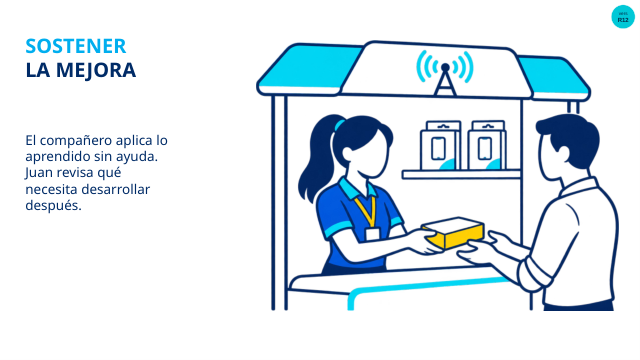 SOSTENER
LA MEJORA
El compañero aplica lo
aprendido sin ayuda.
Juan revisa qué
necesita desarrollar
después.
R12